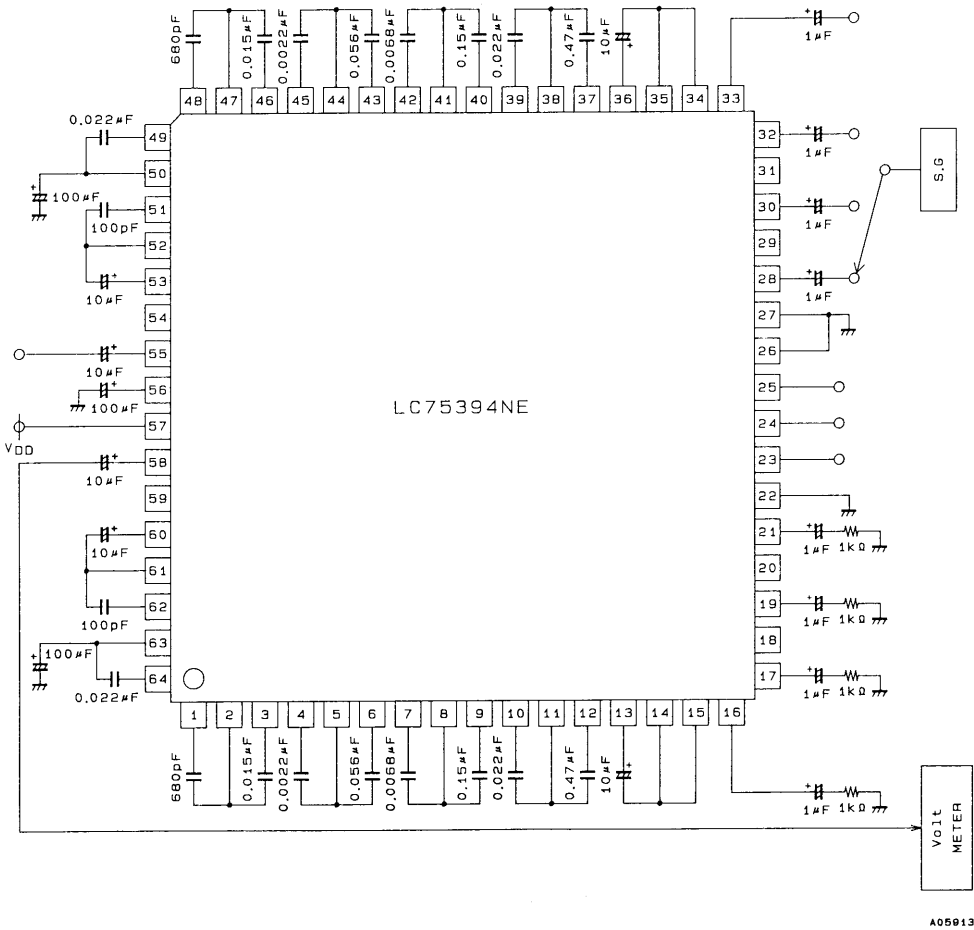 680pF
0.015μF
0.0022μF
0.056μF
0.0068μF
0.15μF
0.022μF
0.47μF
10μF
+
+
1μF
48 47 46 45 44 43 42 41 40 39 38 37 36 35 34 33
0.022μF
49
32
+
1μF
S.G
50
31
+
100μF
51
30
+
1μF
100pF
52
29
53
+
10μF
28
+
1μF
54
27
55
+
10μF
26
56
+
100μF
25
LC75394NE
57
24
VDD
58
+
10μF
23
59
22
60
+
10μF
21
+
1μF 1kΩ
61
20
62
100pF
19
+
1μF 1kΩ
63
18
+
100μF
64
0.022μF
17
+
1μF 1kΩ
1 2 3 4 5 6 7 8 9 10 11 12 13 14 15 16
680pF
0.015μF
0.0022μF
0.056μF
0.0068μF
0.15μF
0.022μF
0.47μF
10μF
+
+
1μF 1kΩ
Volt
METER
A05913